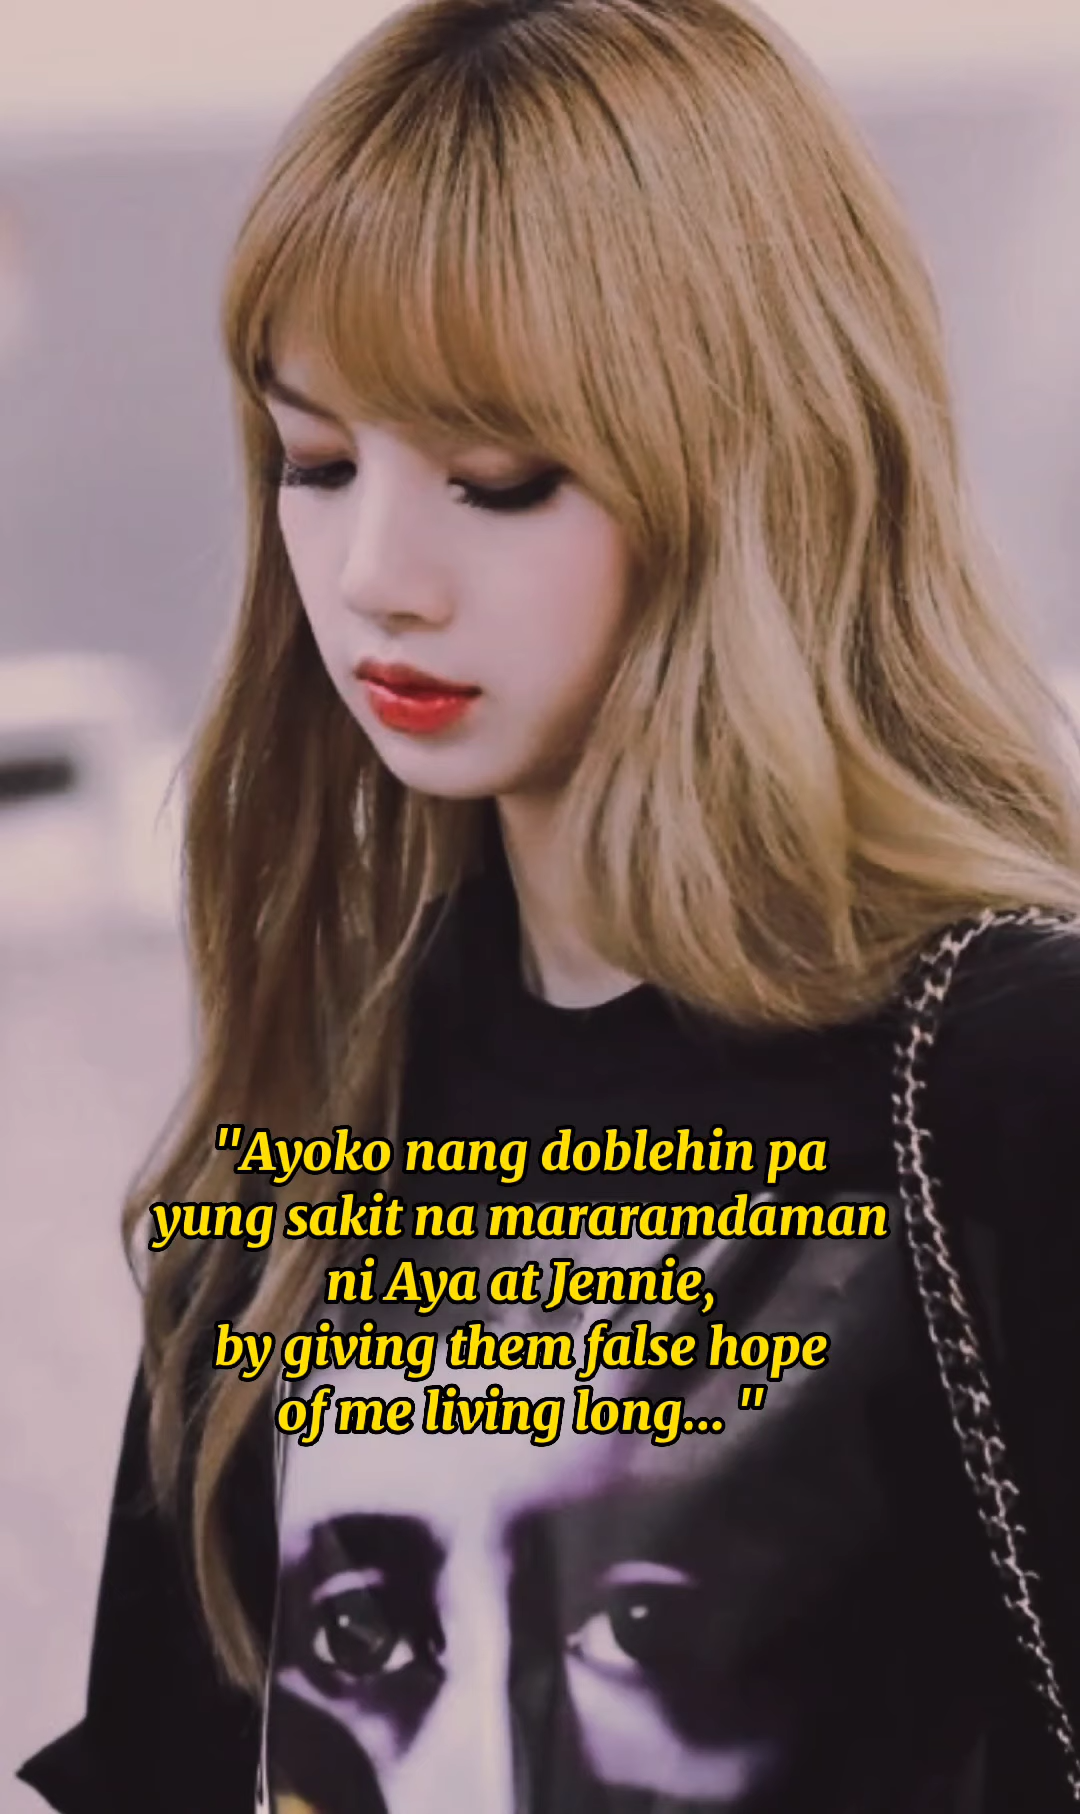 "Ayoko nang doblehin pa
yung sakit na mararamdaman
ni Aya at Jennie,
by giving them false hope
of me living long... "